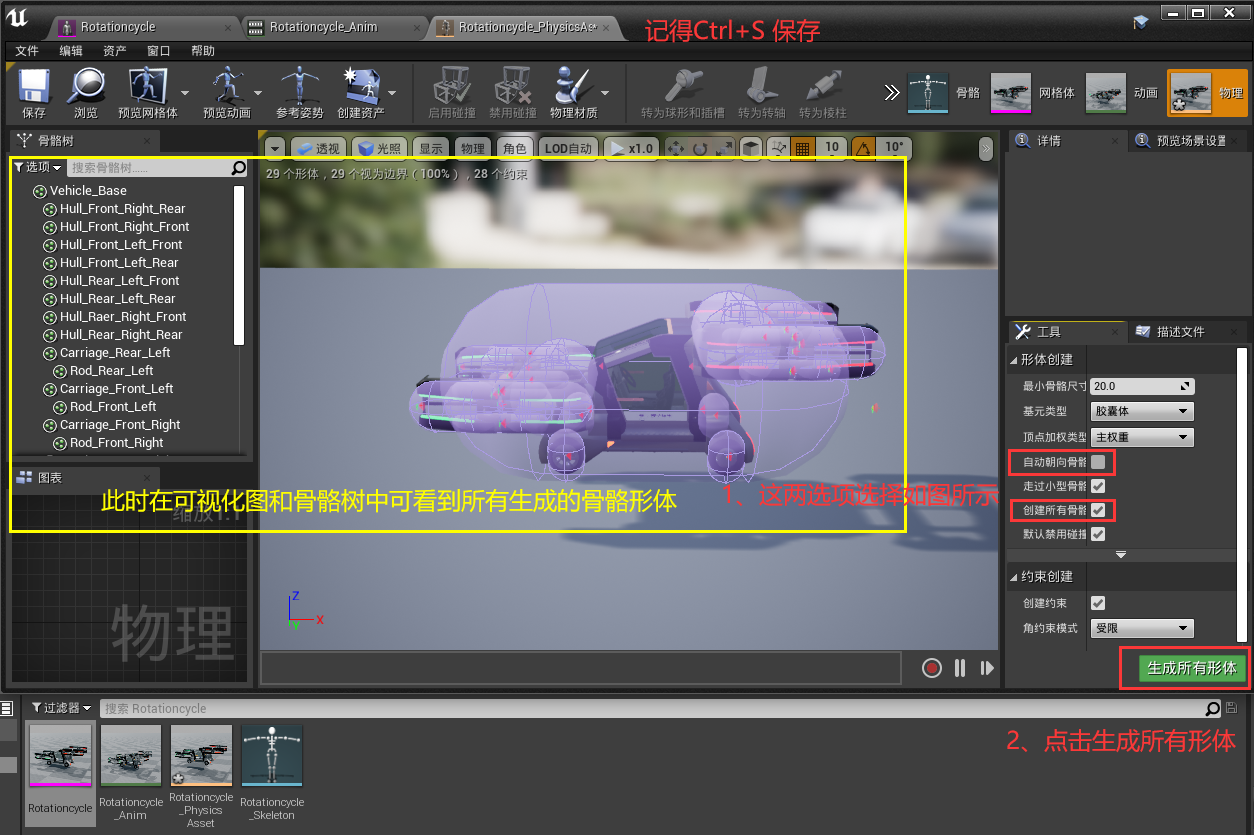 Rotationcycle
Rotationcycle_Anim
Rotationcycle_PhysicsAs*
记得Ctrl+S 保存
文件 编辑 资产 窗口 帮助
保存
浏览
预览网格体
预览动画
参考姿势
创建资产
启用碰撞
禁用碰撞
物理材质
转为球形和插槽
转为转轴
转为棱柱
骨骼
网格体
动画
物理
骨骼树
选项
搜索骨骼树......
Vehicle_Base
Hull_Front_Right_Rear
Hull_Front_Right_Front
Hull_Front_Left_Front
Hull_Front_Left_Rear
Hull_Rear_Left_Front
Hull_Rear_Left_Rear
Hull_Raer_Right_Front
Hull_Rear_Right_Rear
Carriage_Rear_Left
Rod_Rear_Left
Carriage_Front_Left
Rod_Front_Left
Carriage_Front_Right
Rod_Front_Right
图表
缩放1:1
物理
透视
光照
显示
物理
角色
LOD自动
x1.0
10
10°
29 个形体，29 个视为边界（100%），28 个约束
此时在可视化图和骨骼树中可看到所有生成的骨骼形体
1、这两选项选择如图所示
Z
X
Y
详情
预览场景设置
工具
描述文件
形体创建
最小骨骼尺寸 20.0
基元类型 胶囊体
顶点加权类型 主权重
自动朝向骨骼
走过小型骨骼
创建所有骨骼
默认禁用碰撞
约束创建
创建约束
角约束模式 受限
生成所有形体
过滤器
搜索 Rotationcycle
2、点击生成所有形体
Rotationcycle
Rotationcycle
_Anim
Rotationcycle
_Physics
Asset
Rotationcycle
_Skeleton